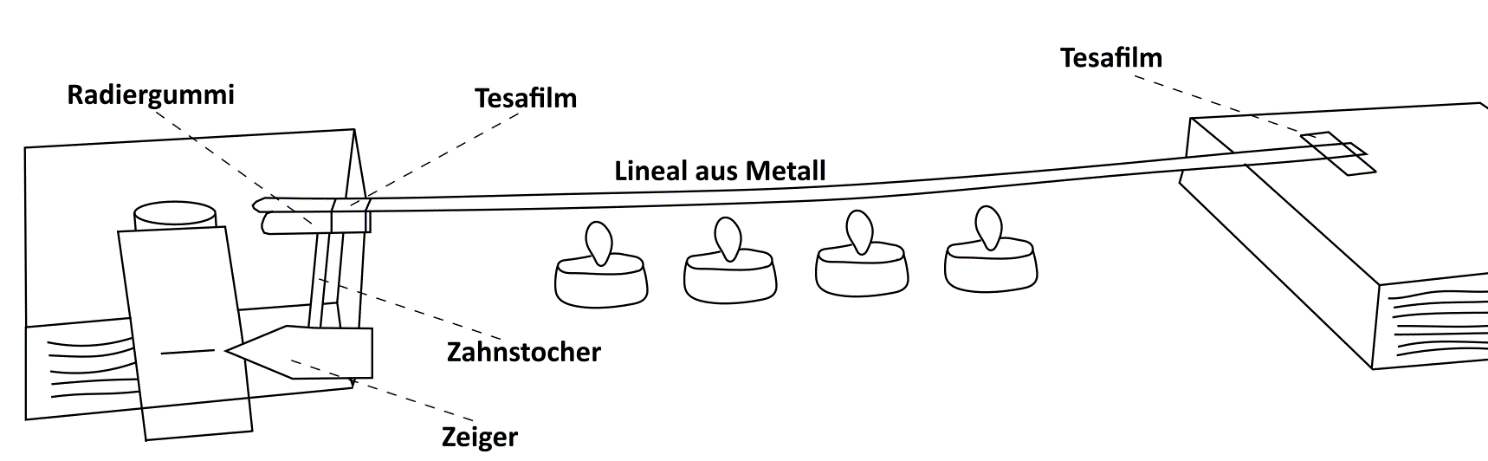 Tesafilm
Radiergummi
Tesafilm
Lineal aus Metall
Zahnstocher
Zeiger